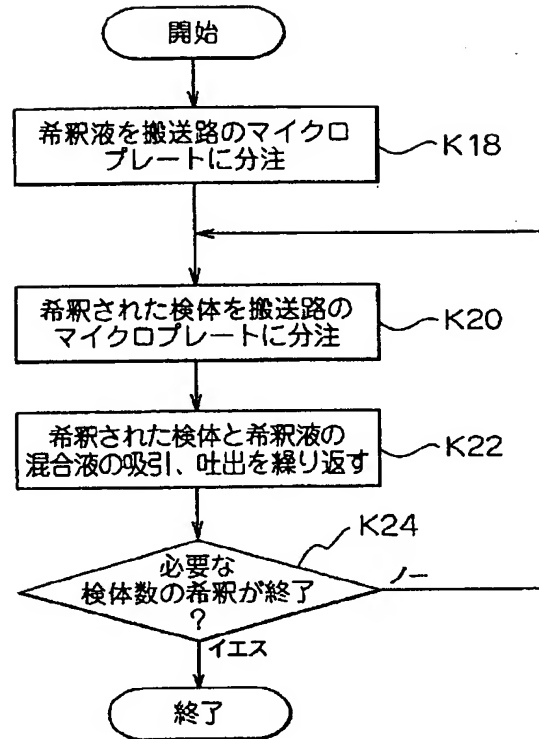 開始
希釈液を搬送路のマイクロ
プレートに分注
K18
希釈された検体を搬送路の
マイクロプレートに分注
K20
希釈された検体と希釈液の
混合液の吸引、吐出を繰り返す
K22
K24
必要な
検体数の希釈が終了
?
ノー
イエス
終了